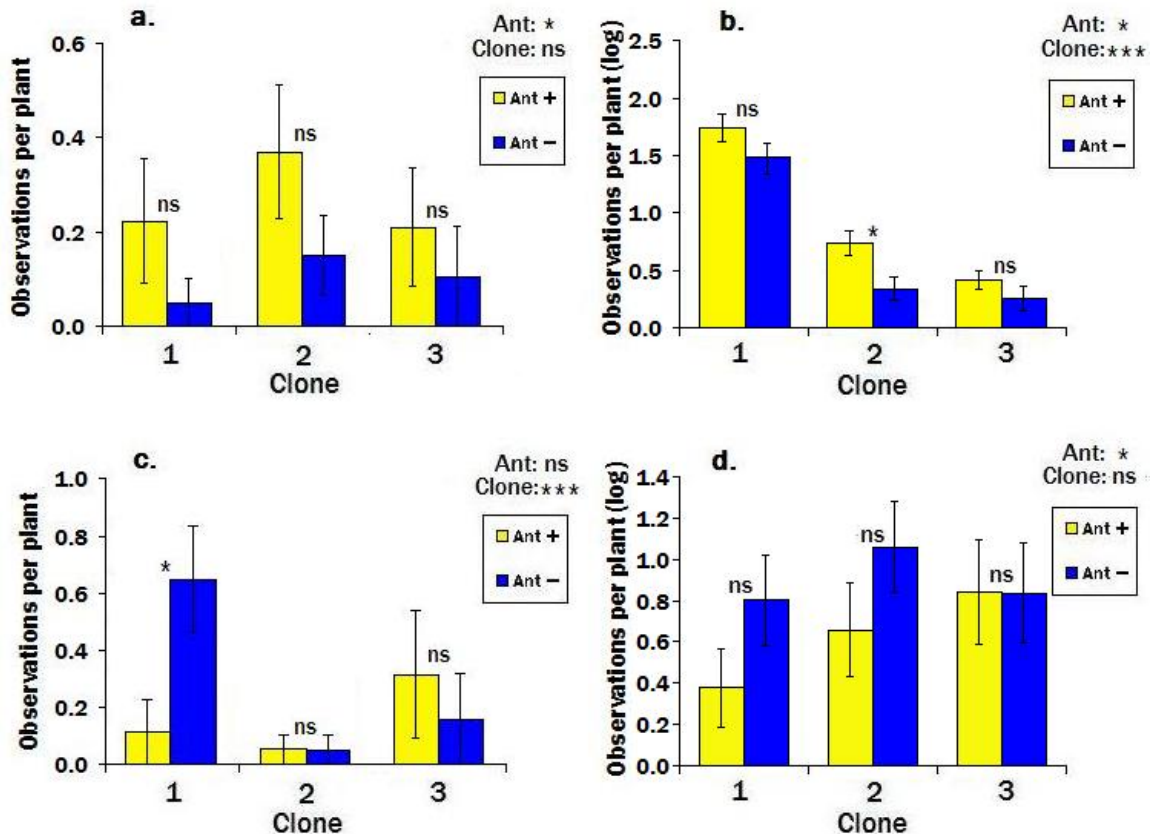 a.
Ant: *
Clone: ns
Ant +
Ant −
Observations per plant
0.6
0.4
0.2
0.0
ns
ns
ns
1 2 3
Clone
b.
Ant: *
Clone:***
Ant +
Ant −
Observations per plant (log)
2.5
2.0
1.5
1.0
0.5
0.0
ns
*
ns
1 2 3
Clone
c.
Ant: ns
Clone:***
Ant +
Ant −
Observations per plant
1.0
0.8
0.6
0.4
0.2
0.0
*
ns
ns
1 2 3
Clone
d.
Ant: *
Clone: ns
Ant +
Ant −
Observations per plant (log)
1.4
1.2
1.0
0.8
0.6
0.4
0.2
0.0
ns
ns
ns
1 2 3
Clone